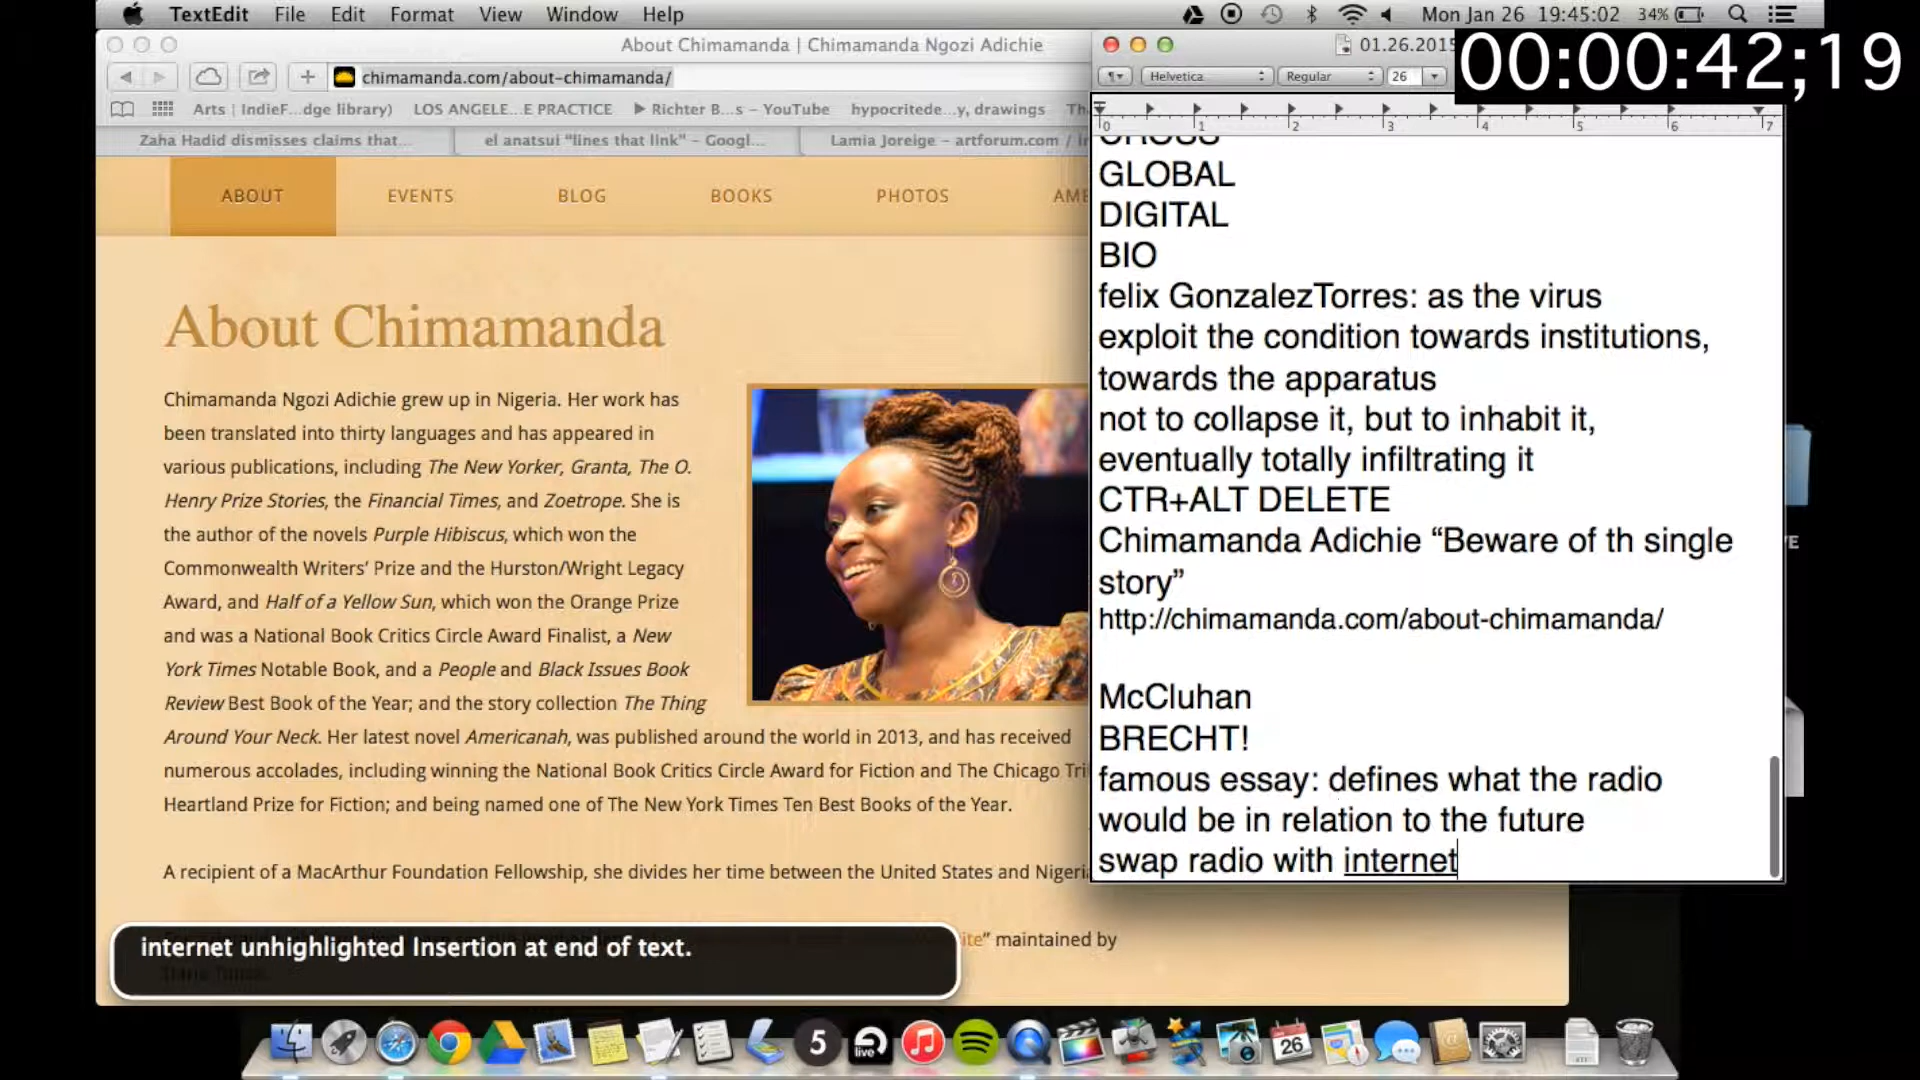 TextEdit File Edit Format View Window Help
Mon Jan 26 19:45:02 34%
About Chimamanda | Chimamanda Ngozi Adichie
chimamanda.com/about-chimamanda/
Arts | IndieF...dge library) LOS ANGELE...E PRACTICE Richter B...s – YouTube hypocritede...y, drawings
Zaha Hadid dismisses claims that... el anatsui "lines that link" – Googl... Lamia Joreige – artforum.com / in
ABOUT EVENTS BLOG BOOKS PHOTOS
About Chimamanda
Chimamanda Ngozi Adichie grew up in Nigeria. Her work has
been translated into thirty languages and has appeared in
various publications, including The New Yorker, Granta, The O.
Henry Prize Stories, the Financial Times, and Zoetrope. She is
the author of the novels Purple Hibiscus, which won the
Commonwealth Writers’ Prize and the Hurston/Wright Legacy
Award, and Half of a Yellow Sun, which won the Orange Prize
and was a National Book Critics Circle Award Finalist, a New
York Times Notable Book, and a People and Black Issues Book
Review Best Book of the Year; and the story collection The Thing
Around Your Neck. Her latest novel Americanah, was published around the world in 2013, and has received
numerous accolades, including winning the National Book Critics Circle Award for Fiction and The Chicago Tri
Heartland Prize for Fiction; and being named one of The New York Times Ten Best Books of the Year.
A recipient of a MacArthur Foundation Fellowship, she divides her time between the United States and Nigeria
ite” maintained by
internet unhighlighted Insertion at end of text.
01.26.2015
00:00:42;19
Helvetica Regular 26
0 1 2 3 4 5 6 7
CROSS
GLOBAL
DIGITAL
BIO
felix GonzalezTorres: as the virus
exploit the condition towards institutions,
towards the apparatus
not to collapse it, but to inhabit it,
eventually totally infiltrating it
CTR+ALT DELETE
Chimamanda Adichie “Beware of th single
story”
http://chimamanda.com/about-chimamanda/
McCluhan
BRECHT!
famous essay: defines what the radio
would be in relation to the future
swap radio with internet
5
live
26